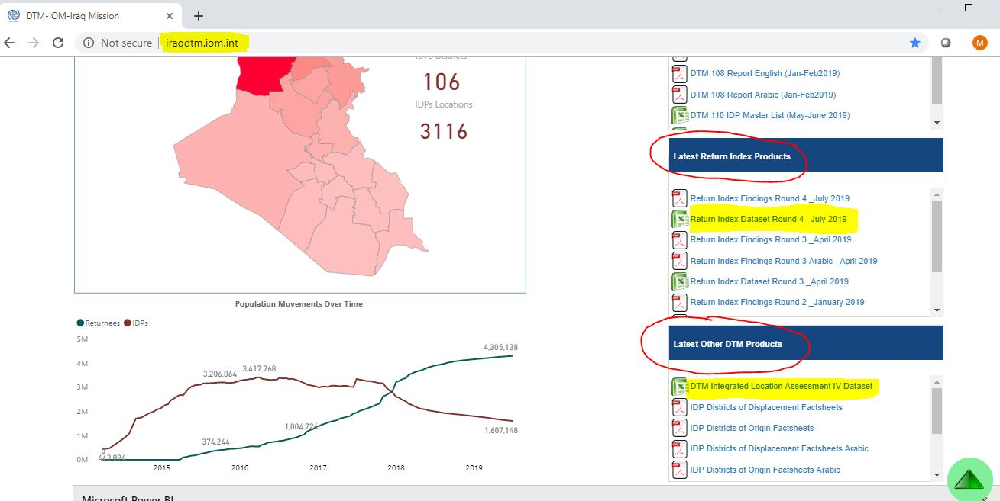 DTM-IOM-Iraq Mission
Not secure
iraqdtm.iom.int
M
IDPs Districts
106
IDPs Locations
3116
Population Movements Over Time
Returnees
IDPs
5M
4M
3M
2M
1M
0M
0
443,094
3,206,064
3,417,768
374,244
1,004,724
4,305,138
1,607,148
2015
2016
2017
2018
2019
Microsoft Power BI
DTM 108 Report English (Jan-Feb2019)
DTM 108 Report Arabic (Jan-Feb2019)
DTM 110 IDP Master List (May-June 2019)
Latest Return Index Products
Return Index Findings Round 4 _July 2019
Return Index Dataset Round 4 _July 2019
Return Index Findings Round 3 _April 2019
Return Index Findings Round 3 Arabic _April 2019
Return Index Dataset Round 3 _April 2019
Return Index Findings Round 2 _January 2019
Latest Other DTM Products
DTM Integrated Location Assessment IV Dataset
IDP Districts of Displacement Factsheets
IDP Districts of Origin Factsheets
IDP Districts of Displacement Factsheets Arabic
IDP Districts of Origin Factsheets Arabic